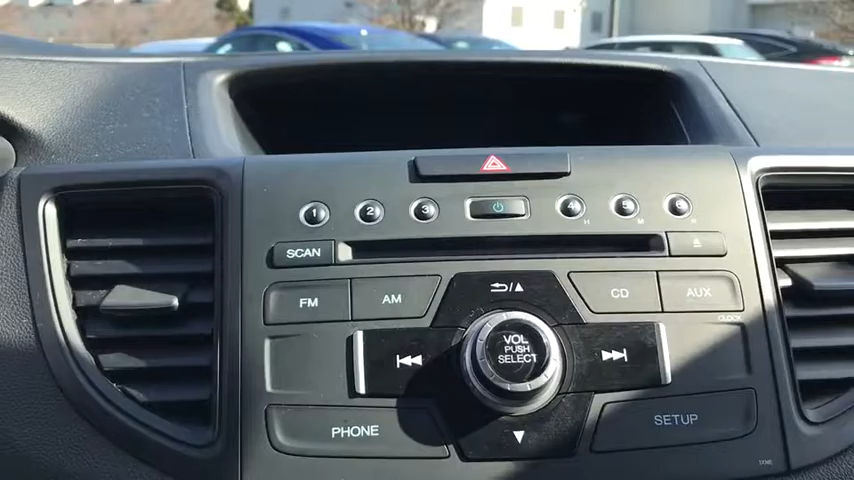 1 2 3 4 5 6
H M R
SCAN
FM AM CD AUX
CLOCK
VOL
PUSH
SELECT
PHONE SETUP